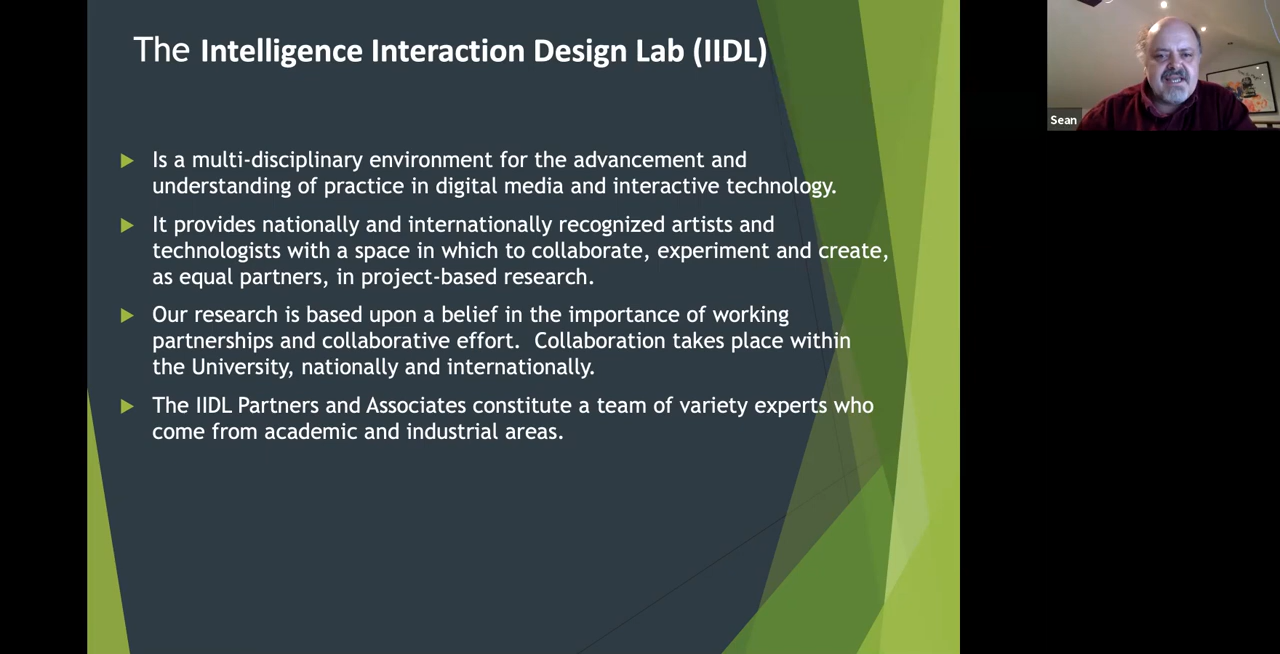 The Intelligence Interaction Design Lab (IIDL)
Is a multi-disciplinary environment for the advancement and
understanding of practice in digital media and interactive technology.
It provides nationally and internationally recognized artists and
technologists with a space in which to collaborate, experiment and create,
as equal partners, in project-based research.
Our research is based upon a belief in the importance of working
partnerships and collaborative effort.  Collaboration takes place within
the University, nationally and internationally.
The IIDL Partners and Associates constitute a team of variety experts who
come from academic and industrial areas.
Sean